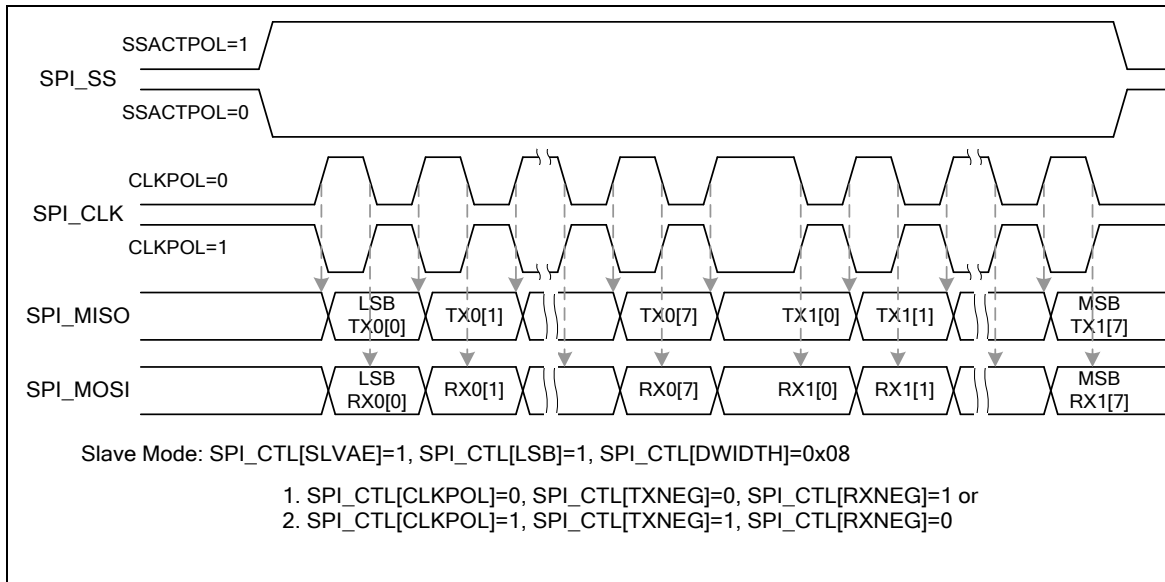 SSACTPOL=1
SPI_SS
SSACTPOL=0
CLKPOL=0
SPI_CLK
CLKPOL=1
SPI_MISO
LSB
TX0[0]
TX0[1]
TX0[7]
TX1[0]
TX1[1]
MSB
TX1[7]
SPI_MOSI
LSB
RX0[0]
RX0[1]
RX0[7]
RX1[0]
RX1[1]
MSB
RX1[7]
Slave Mode: SPI_CTL[SLVAE]=1, SPI_CTL[LSB]=1, SPI_CTL[DWIDTH]=0x08
1. SPI_CTL[CLKPOL]=0, SPI_CTL[TXNEG]=0, SPI_CTL[RXNEG]=1 or
2. SPI_CTL[CLKPOL]=1, SPI_CTL[TXNEG]=1, SPI_CTL[RXNEG]=0